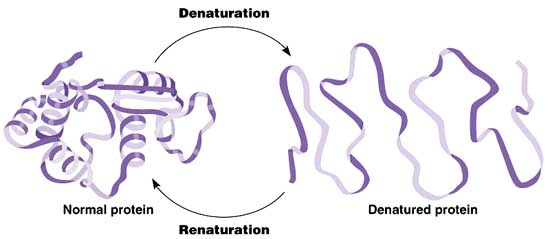 Denaturation
Normal protein
Denatured protein
Renaturation